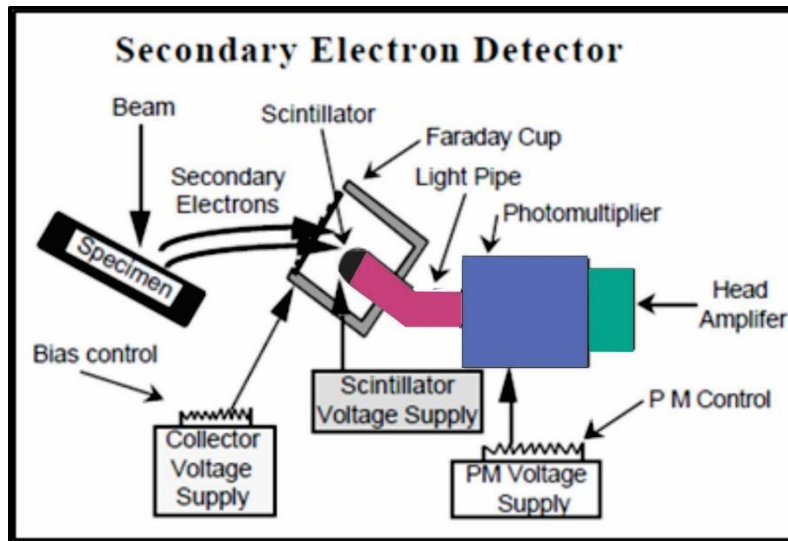 Secondary Electron Detector
Beam
Scintillator
Faraday Cup
Secondary
Electrons
Light Pipe
Photomultiplier
Specimen
Head
Amplifer
Bias control
Scintillator
Voltage Supply
P M Control
Collector
Voltage
Supply
PM Voltage
Supply